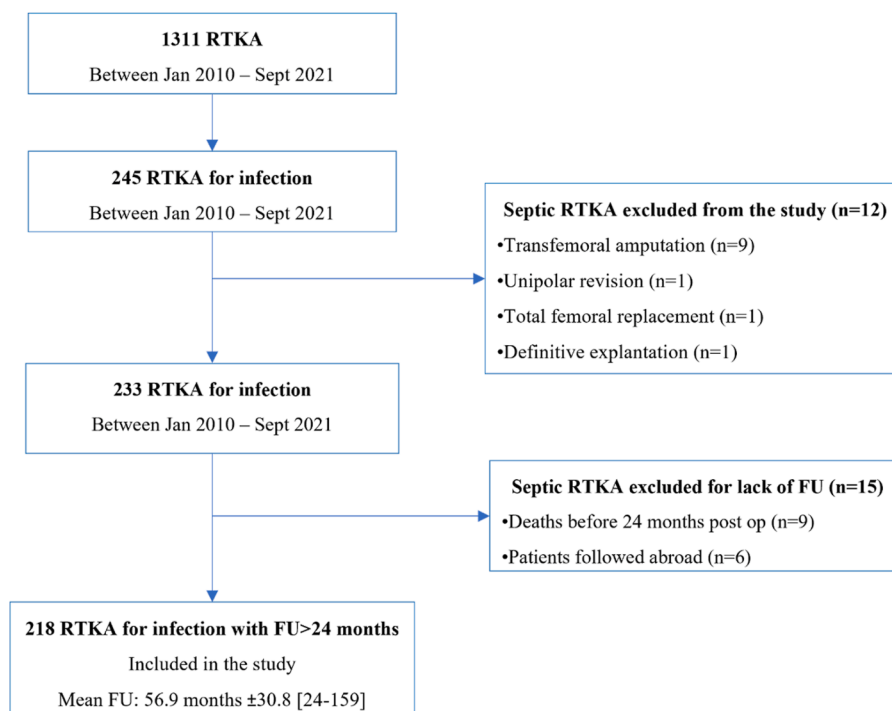 1311 RTKA
Between Jan 2010 – Sept 2021
245 RTKA for infection
Between Jan 2010 – Sept 2021
Septic RTKA excluded from the study (n=12)
•Transfemoral amputation (n=9)
•Unipolar revision (n=1)
•Total femoral replacement (n=1)
•Definitive explantation (n=1)
233 RTKA for infection
Between Jan 2010 – Sept 2021
Septic RTKA excluded for lack of FU (n=15)
•Deaths before 24 months post op (n=9)
•Patients followed abroad (n=6)
218 RTKA for infection with FU>24 months
Included in the study
Mean FU: 56.9 months ±30.8 [24-159]